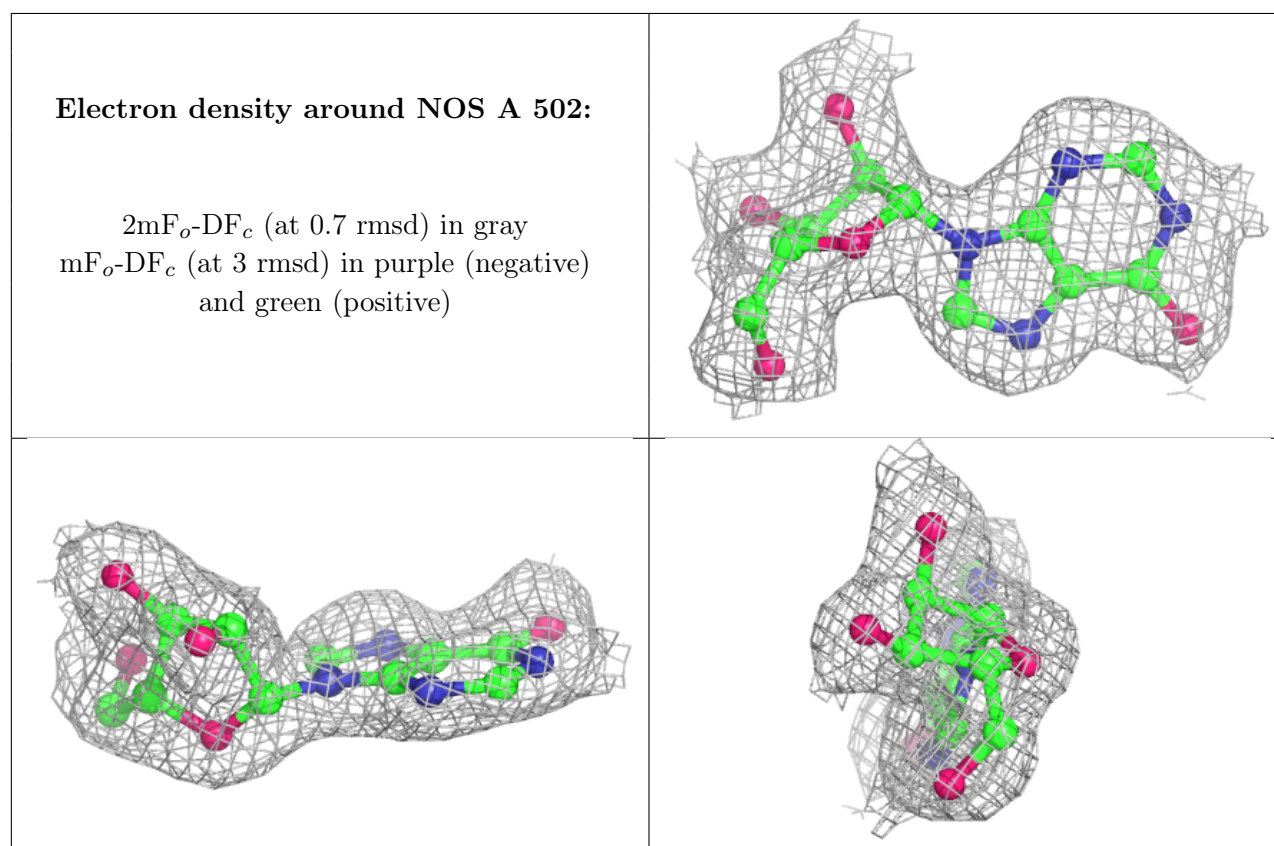 Electron density around NOS A 502:
2mFo-DFc (at 0.7 rmsd) in gray
mFo-DFc (at 3 rmsd) in purple (negative)
and green (positive)